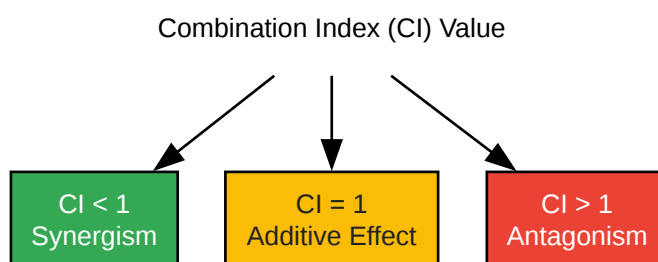 Combination Index (CI) Value
CI < 1
Synergism
CI = 1
Additive Effect
CI > 1
Antagonism